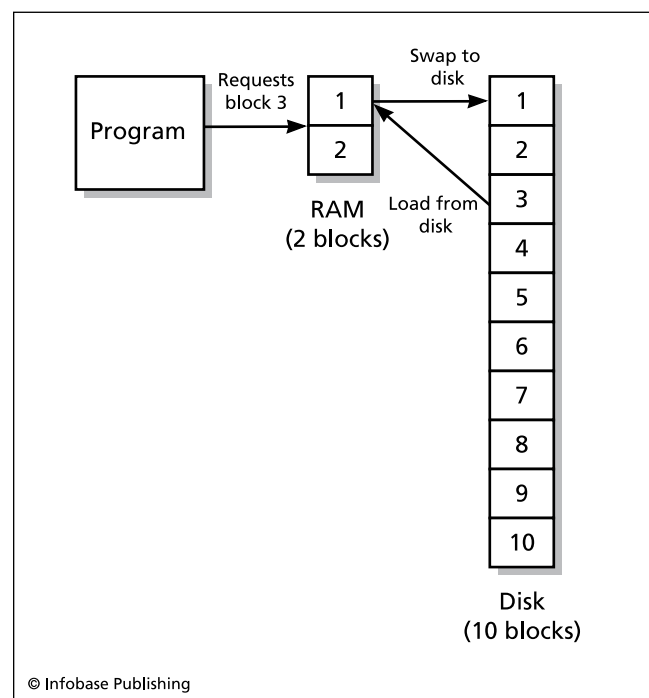 Program
Requests
block 3
1
2
RAM
(2 blocks)
Swap to
disk
Load from
disk
1
2
3
4
5
6
7
8
9
10
Disk
(10 blocks)
© Infobase Publishing